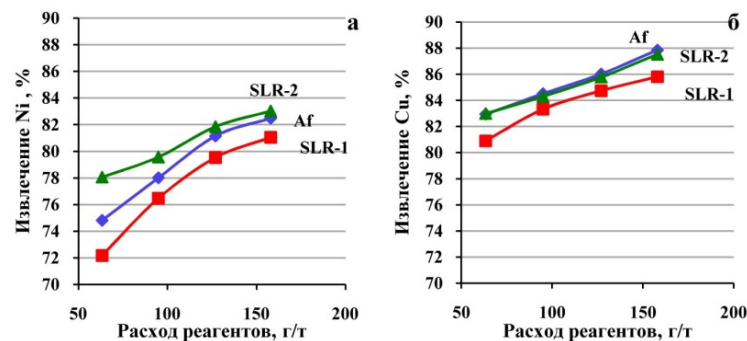 а
90
88
86
84
82
80
78
76
74
72
70
Извлечение Ni , %
SLR-2
Af
SLR-1
50
100
150
200
Расход реагентов, г/т
б
90
88
86
84
82
80
78
76
74
72
70
Извлечение Cu, %
Af
SLR-2
SLR-1
50
100
150
200
Расход реагентов, г/т